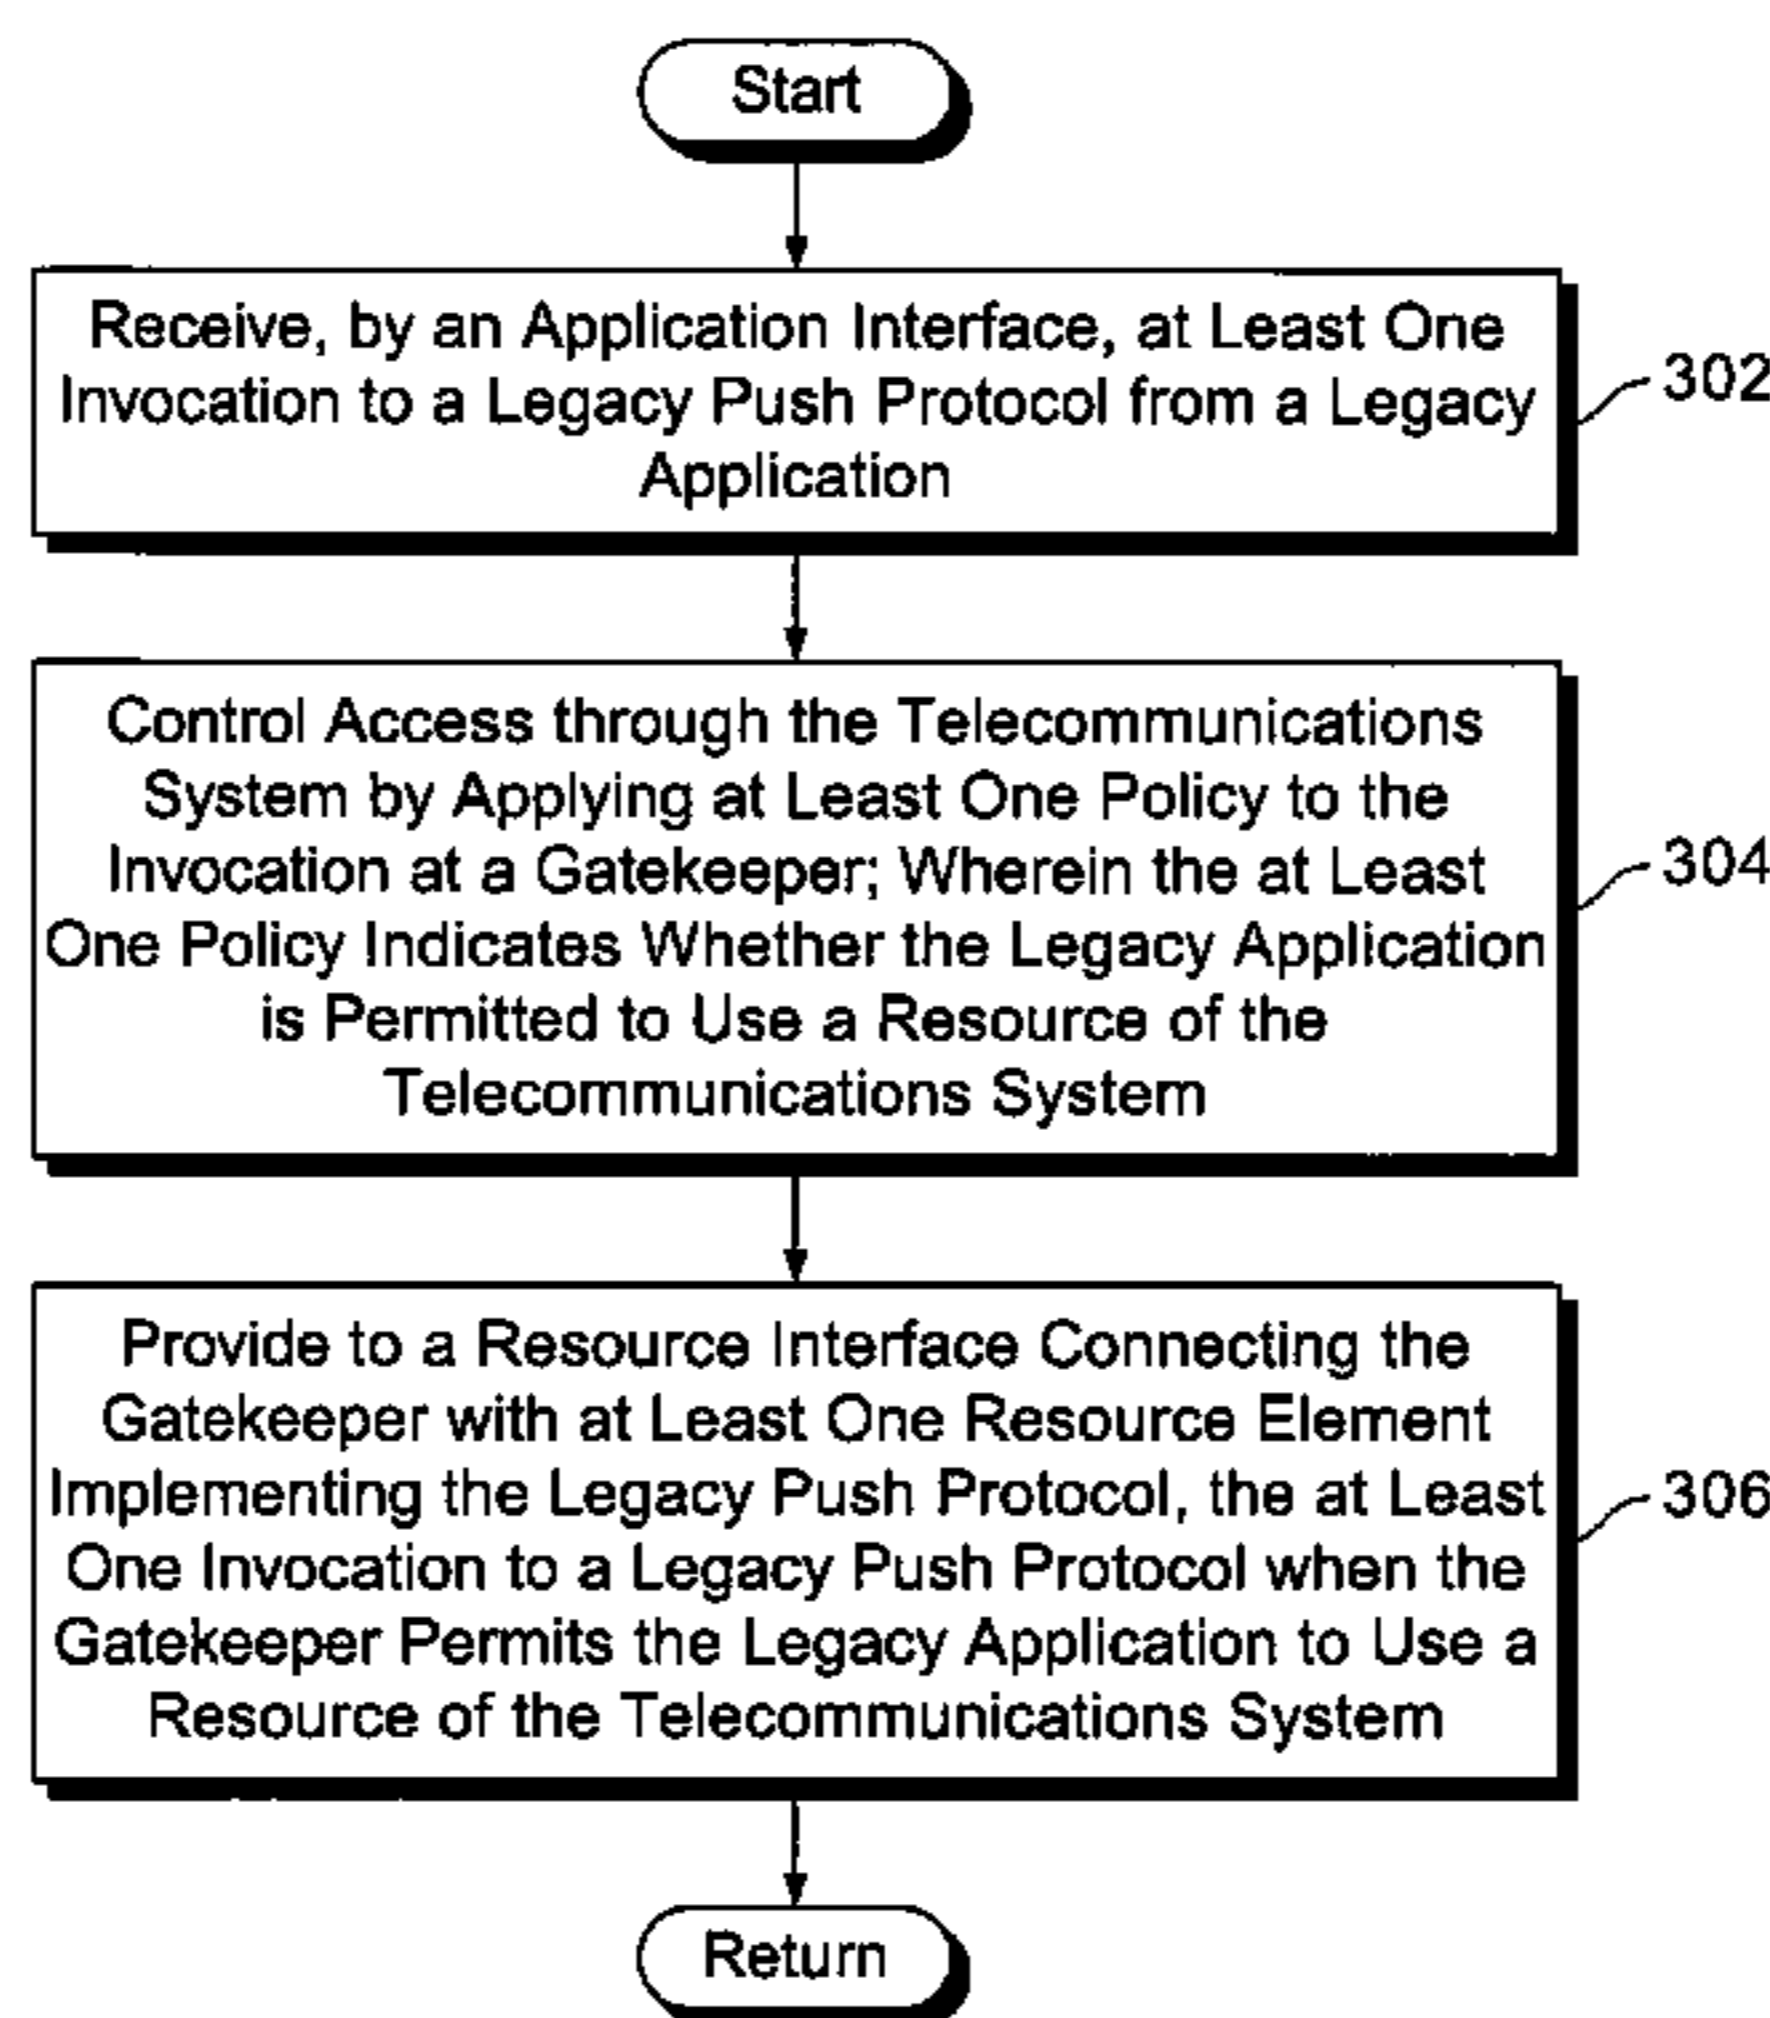 Start
Receive, by an Application Interface, at Least One
Invocation to a Legacy Push Protocol from a Legacy
Application
302
Control Access through the Telecommunications
System by Applying at Least One Policy to the
Invocation at a Gatekeeper; Wherein the at Least
One Policy Indicates Whether the Legacy Application
is Permitted to Use a Resource of the
Telecommunications System
304
Provide to a Resource Interface Connecting the
Gatekeeper with at Least One Resource Element
Implementing the Legacy Push Protocol, the at Least
One Invocation to a Legacy Push Protocol when the
Gatekeeper Permits the Legacy Application to Use a
Resource of the Telecommunications System
306
Return